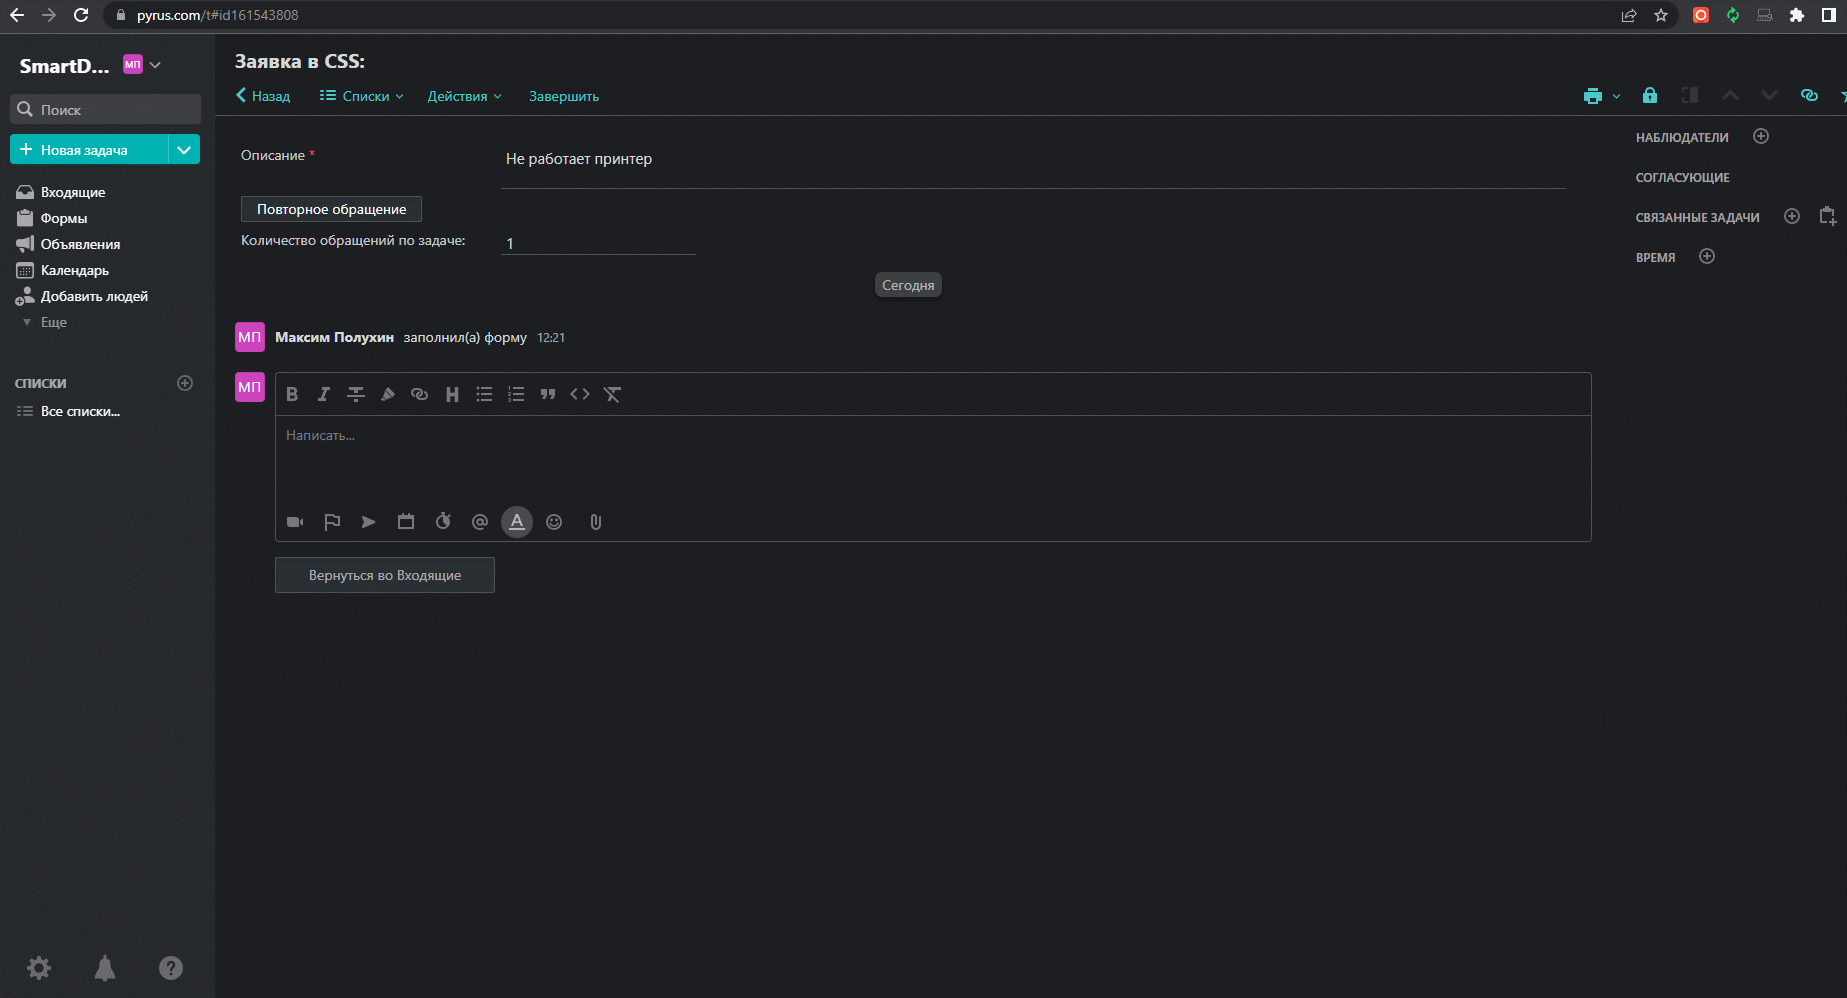 pyrus.com/t#id161543808
SmartD... МП
Поиск
Новая задача
Входящие
Формы
Объявления
Календарь
Добавить людей
Еще
СПИСКИ
Все списки...
Заявка в CSS:
Назад Списки Действия Завершить
Описание * Не работает принтер
Повторное обращение
Количество обращений по задаче: 1
Сегодня
МП Максим Полухин заполнил(а) форму 12:21
МП
Написать...
Вернуться во Входящие
НАБЛЮДАТЕЛИ
СОГЛАСУЮЩИЕ
СВЯЗАННЫЕ ЗАДАЧИ
ВРЕМЯ